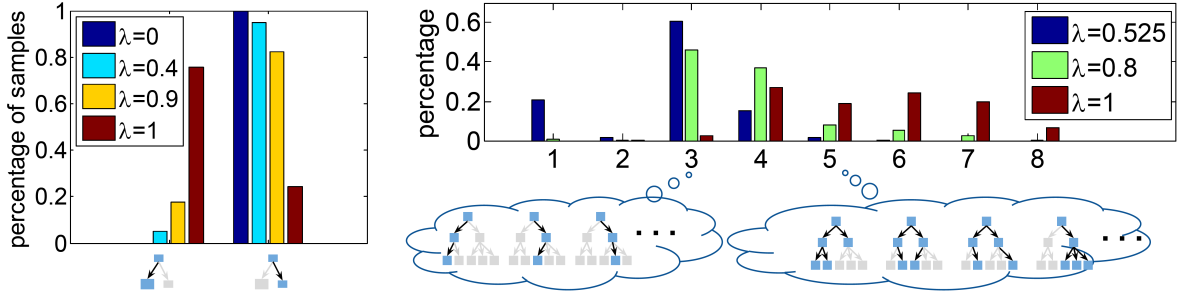 percentage of samples
1
0.8
0.6
0.4
0.2
0
λ=0
λ=0.4
λ=0.9
λ=1
percentage
0.6
0.4
0.2
0
λ=0.525
λ=0.8
λ=1
1 2 3 4 5 6 7 8
. . .
. . .